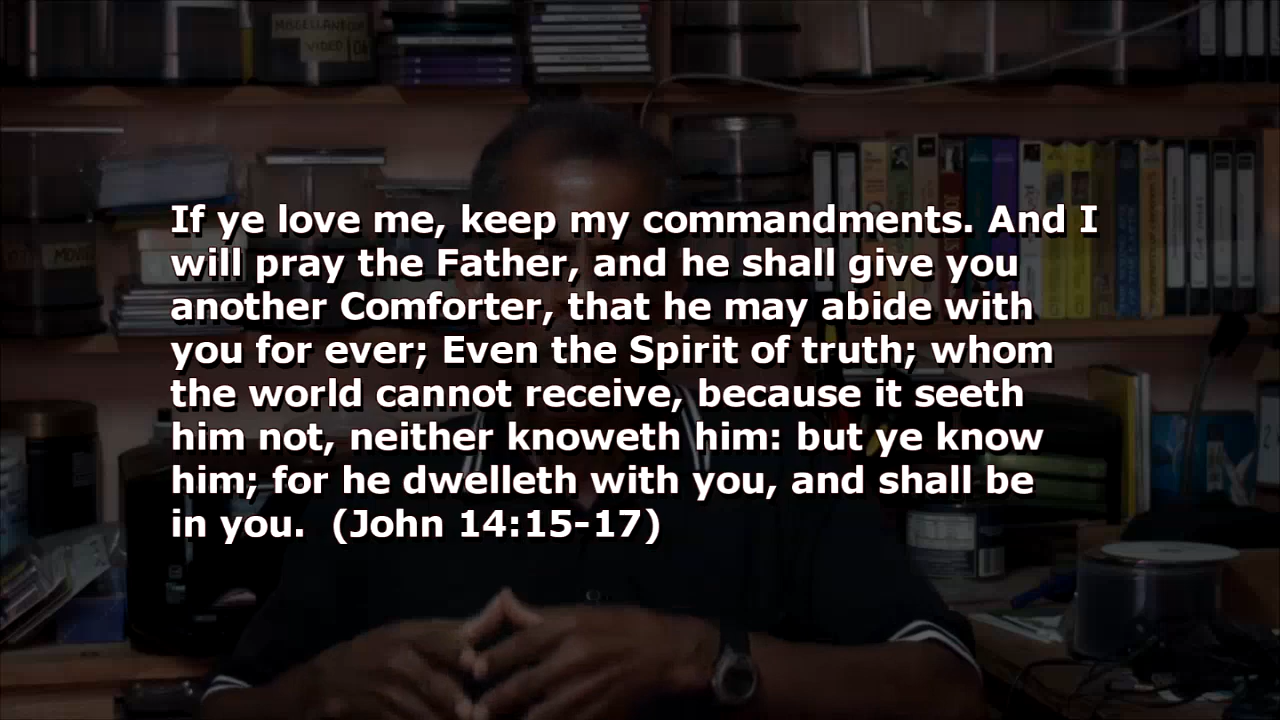 MISCELLANEOUS
VIDEO
If ye love me, keep my commandments. And I
will pray the Father, and he shall give you
another Comforter, that he may abide with
you for ever; Even the Spirit of truth; whom
the world cannot receive, because it seeth
him not, neither knoweth him: but ye know
him; for he dwelleth with you, and shall be
in you.  (John 14:15-17)